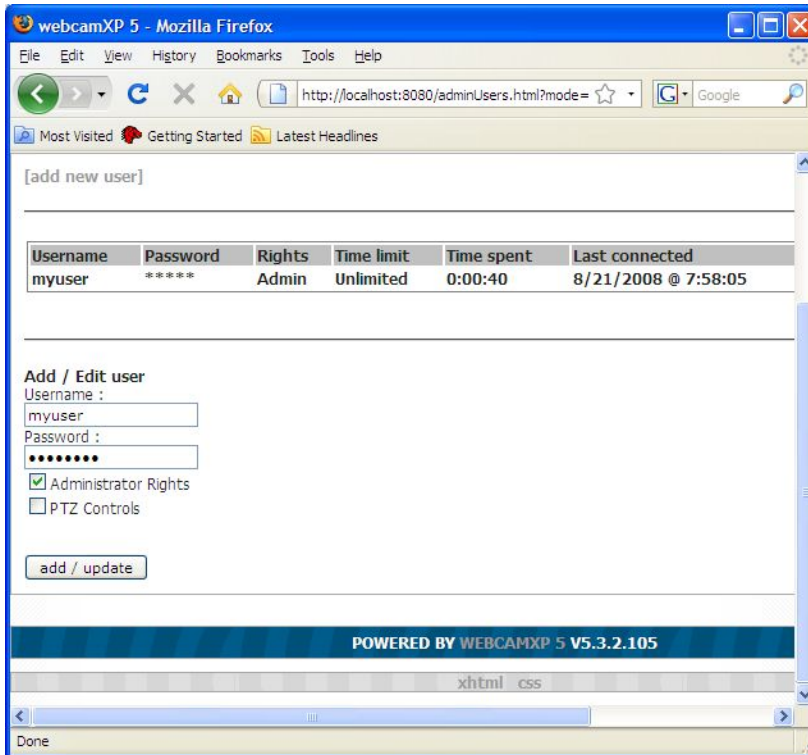 webcamXP 5 - Mozilla Firefox
File Edit View History Bookmarks Tools Help
http://localhost:8080/adminUsers.html?mode= G Google
Most Visited Getting Started Latest Headlines
[add new user]
Username Password Rights Time limit Time spent Last connected
myuser ***** Admin Unlimited 0:00:40 8/21/2008 @ 7:58:05
Add / Edit user
Username :
myuser
Password :
••••••••
Administrator Rights
PTZ Controls
add / update
POWERED BY WEBCAMXP 5 V5.3.2.105
xhtml css
Done